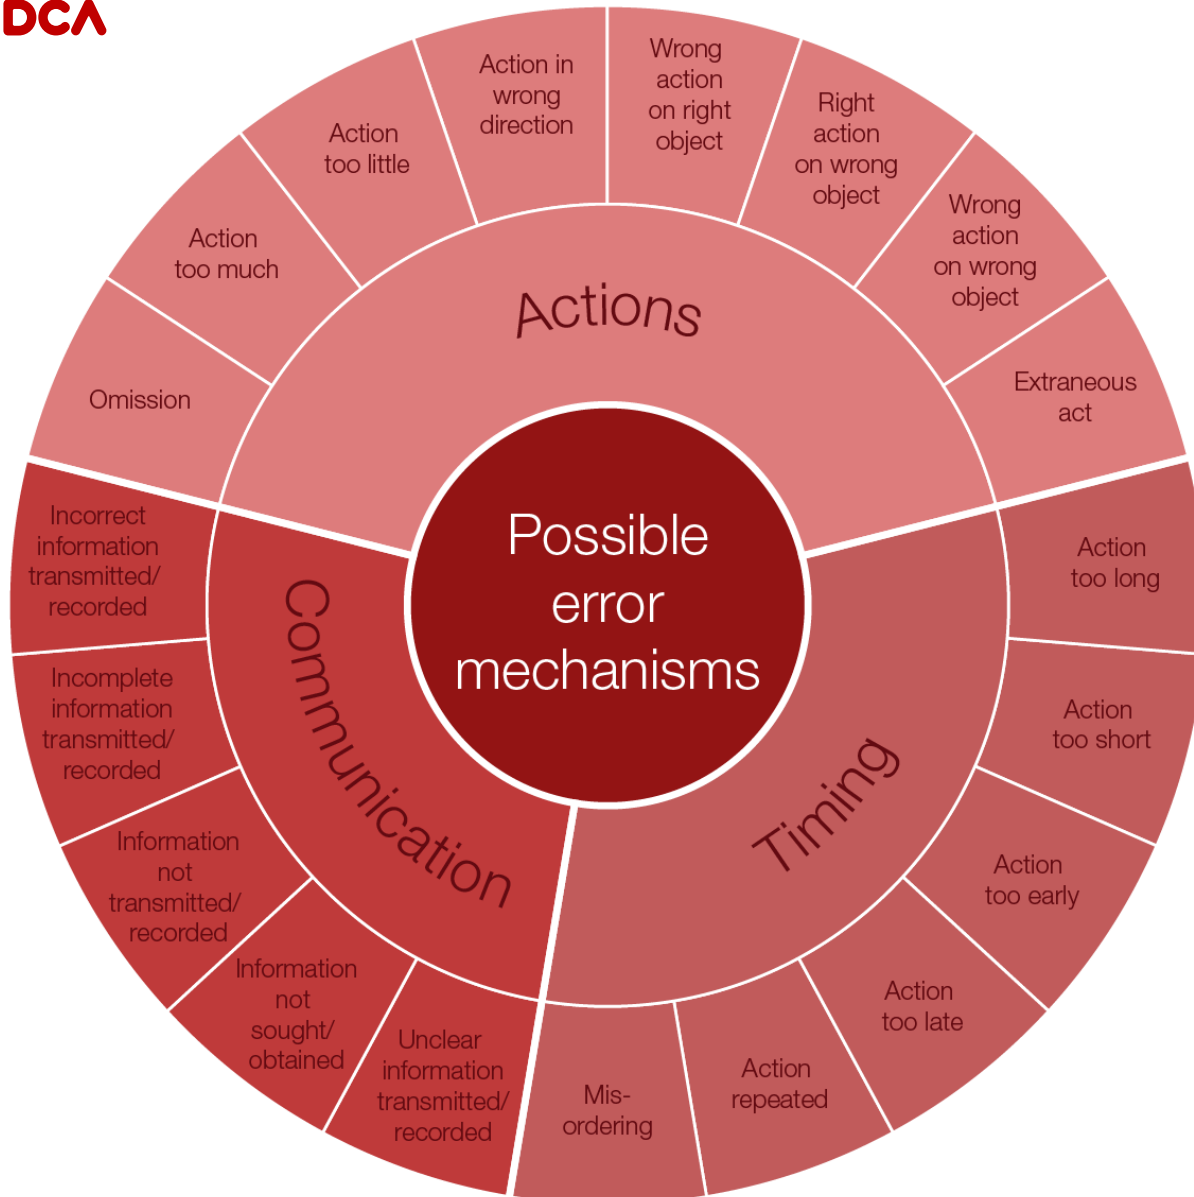 DCA
Possible
error
mechanisms
Actions
Omission
Action
too much
Action
too little
Action in
wrong
direction
Wrong
action
on right
object
Right
action
on wrong
object
Wrong
action
on wrong
object
Extraneous
act
Timing
Action
too long
Action
too short
Action
too early
Action
too late
Action
repeated
Mis-
ordering
Communication
Unclear
information
transmitted/
recorded
Information
not
sought/
obtained
Information
not
transmitted/
recorded
Incomplete
information
transmitted/
recorded
Incorrect
information
transmitted/
recorded